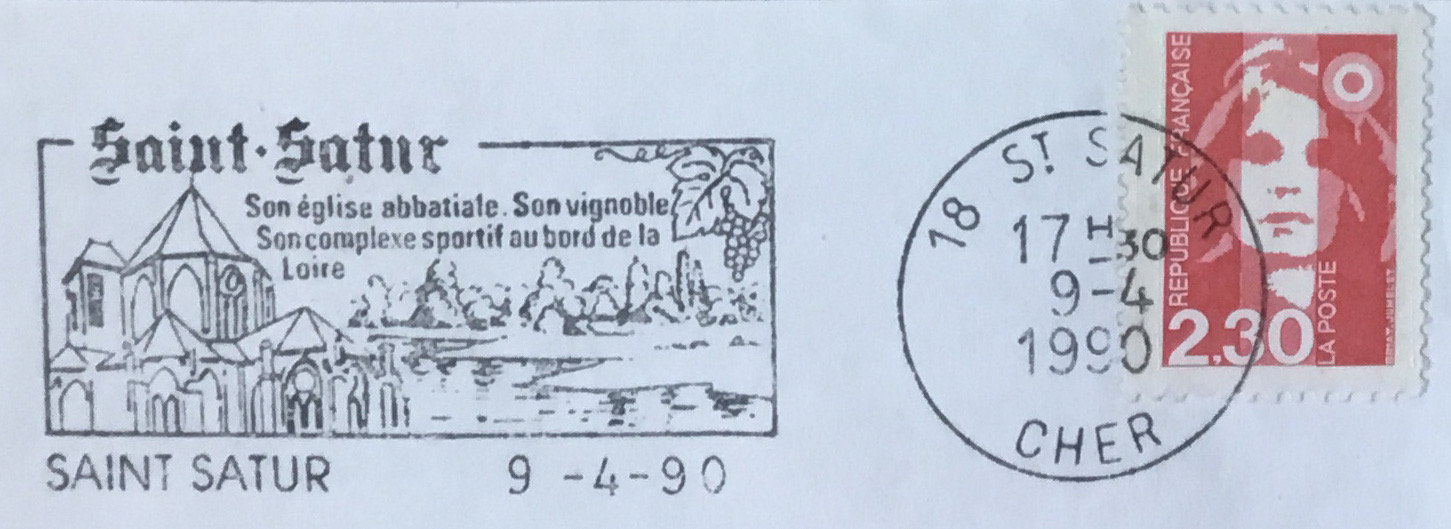 Saint-Satur
Son église abbatiale. Son vignoble
Son complexe sportif au bord de la
Loire
SAINT SATUR 9 -4-90
18 ST SATUR
17 H 30
9-4
1990
CHER
RÉPUBLIQUE FRANÇAISE
2,30
LA POSTE